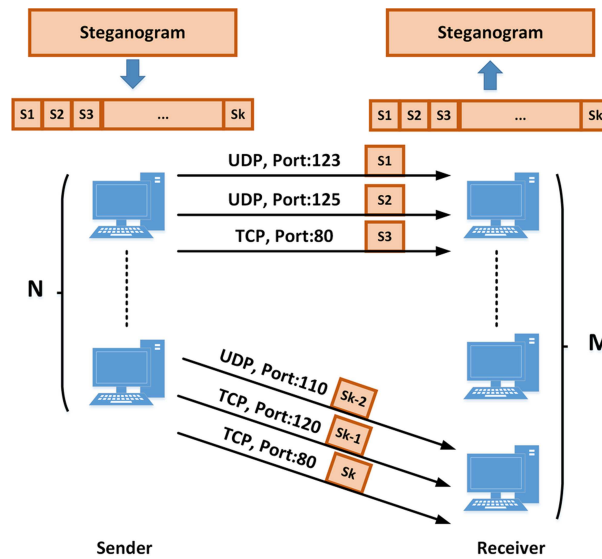 Steganogram
Steganogram
S1 S2 S3 ... Sk
S1 S2 S3 ... Sk
UDP, Port:123 S1
UDP, Port:125 S2
TCP, Port:80 S3
N
M
UDP, Port:110 Sk-2
TCP, Port:120 Sk-1
TCP, Port:80 Sk
Sender
Receiver